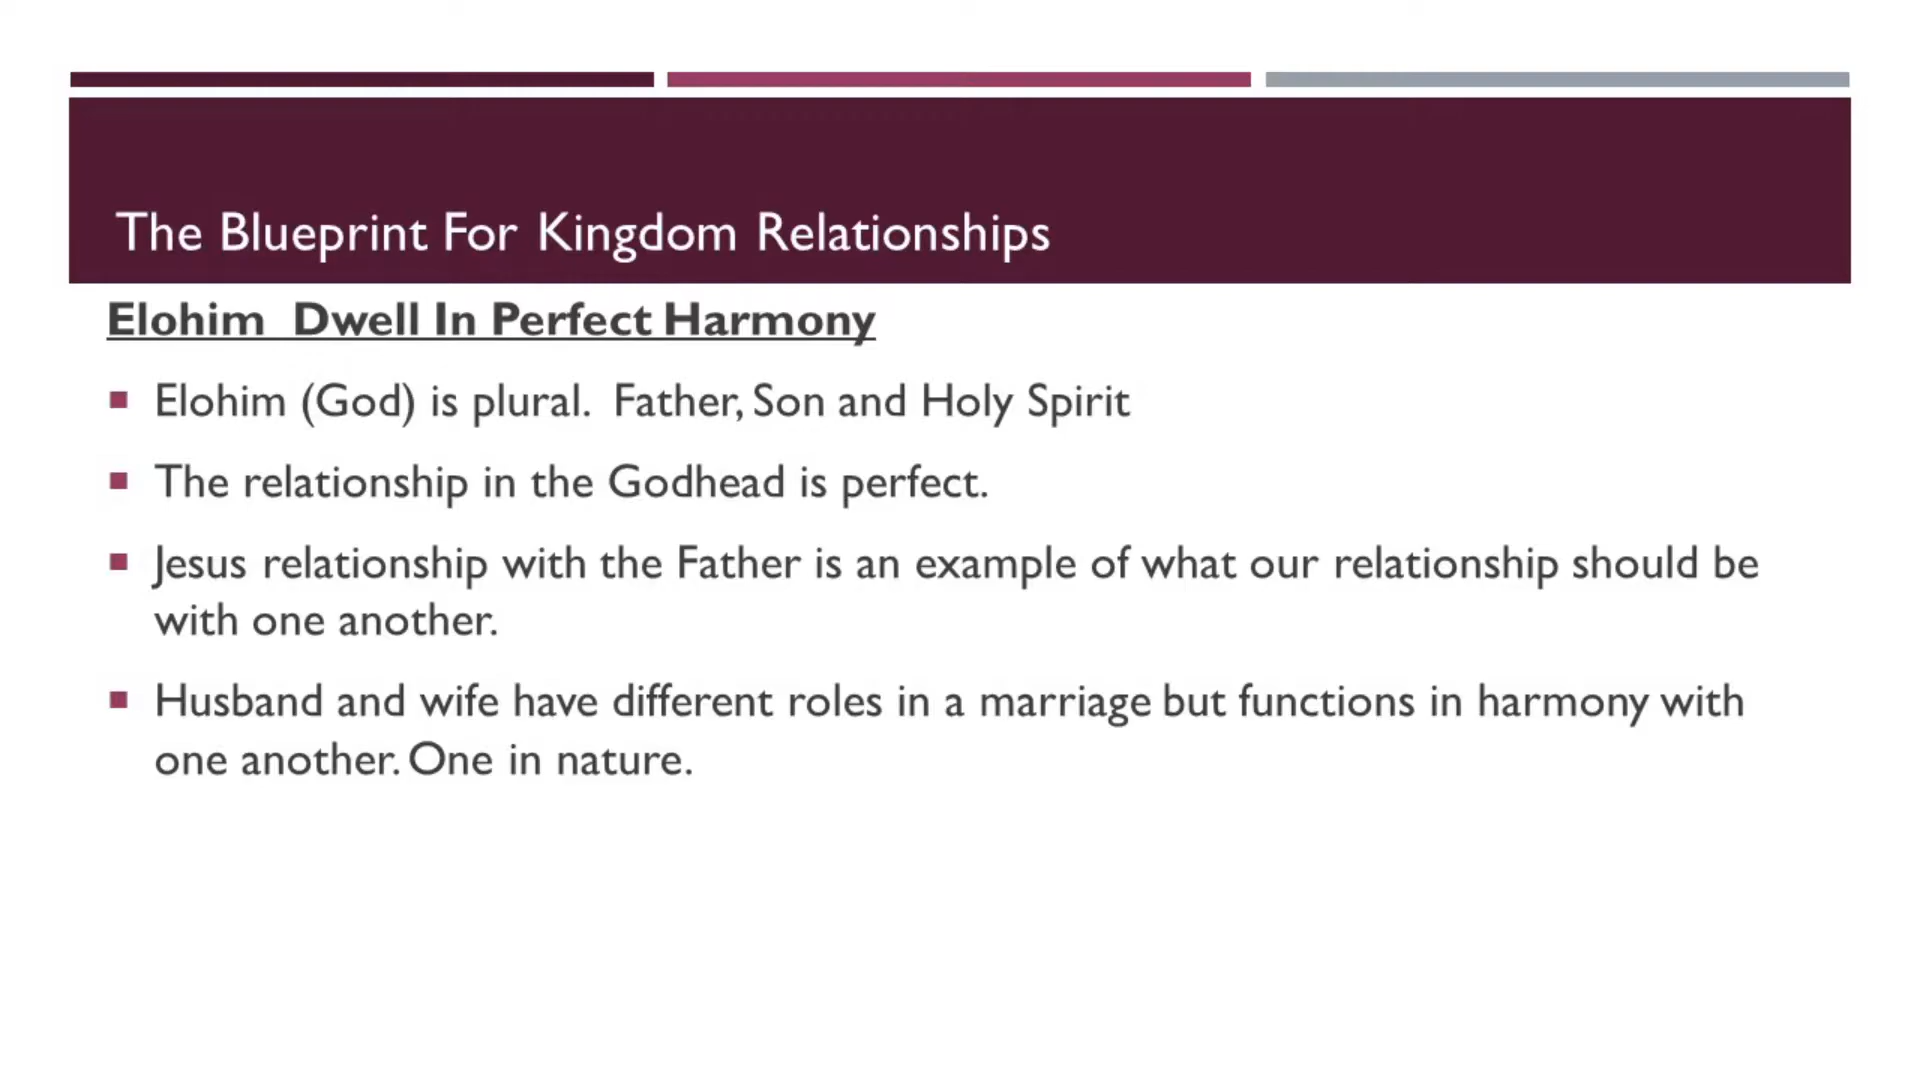 The Blueprint For Kingdom Relationships
Elohim  Dwell In Perfect Harmony
Elohim (God) is plural.  Father, Son and Holy Spirit
The relationship in the Godhead is perfect.
Jesus relationship with the Father is an example of what our relationship should be
with one another.
Husband and wife have different roles in a marriage but functions in harmony with
one another. One in nature.